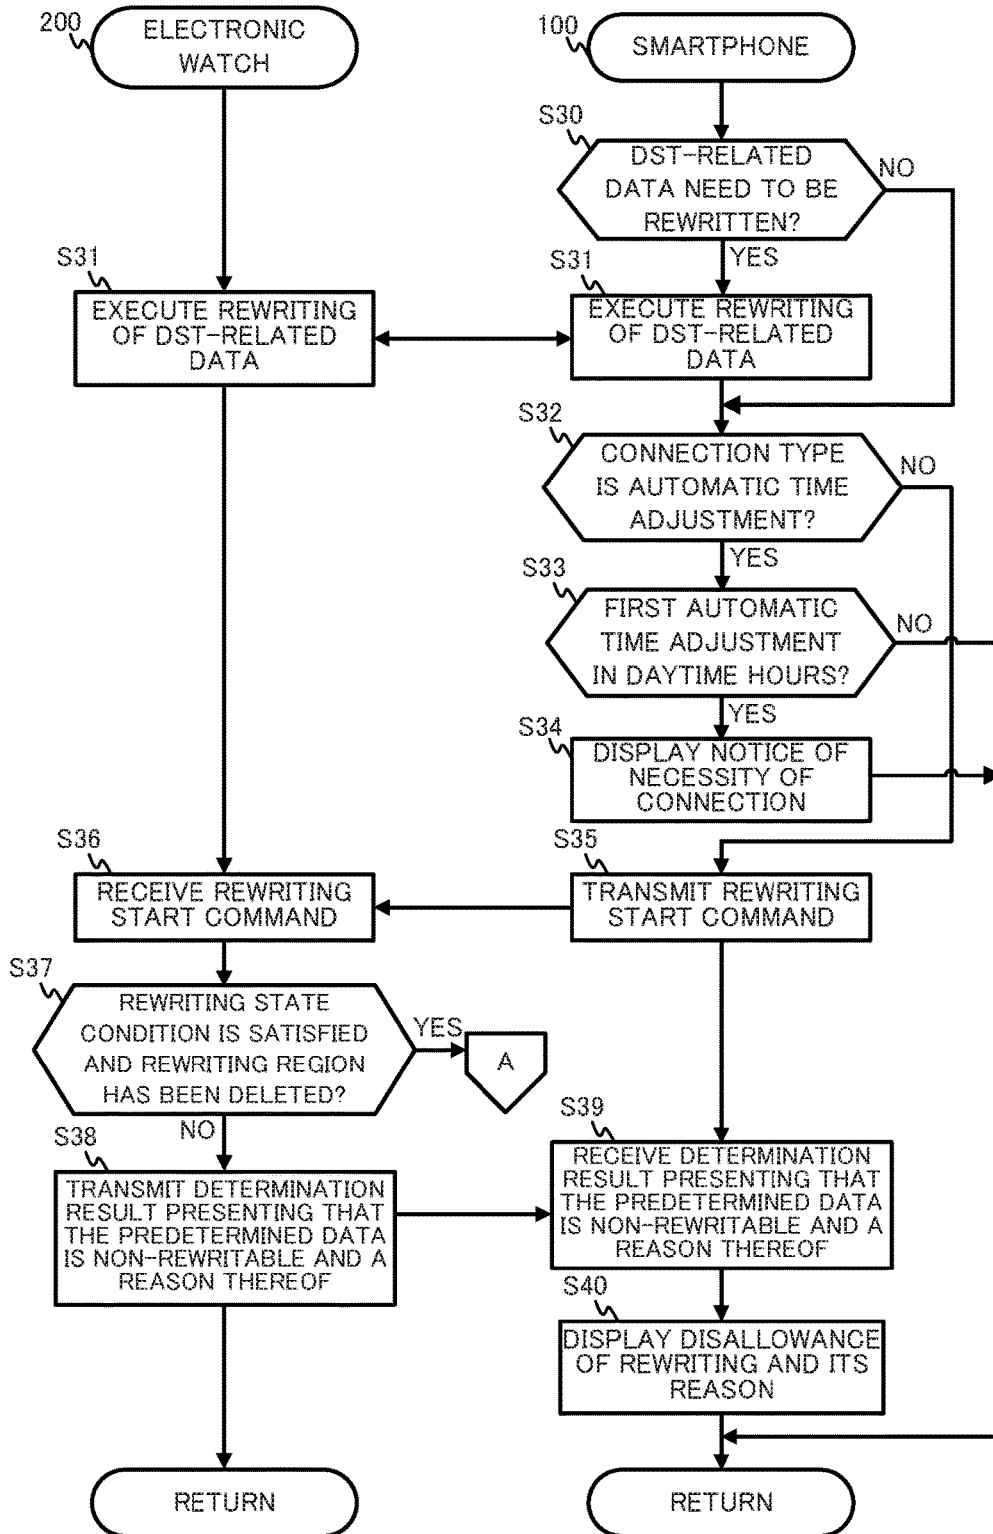 200
ELECTRONIC
WATCH
100
SMARTPHONE
S30
DST-RELATED
DATA NEED TO BE
REWRITTEN?
NO
YES
S31
EXECUTE REWRITING
OF DST-RELATED
DATA
S31
EXECUTE REWRITING
OF DST-RELATED
DATA
S32
CONNECTION TYPE
IS AUTOMATIC TIME
ADJUSTMENT?
NO
YES
S33
FIRST AUTOMATIC
TIME ADJUSTMENT
IN DAYTIME HOURS?
NO
YES
S34
DISPLAY NOTICE OF
NECESSITY OF
CONNECTION
S36
RECEIVE REWRITING
START COMMAND
S35
TRANSMIT REWRITING
START COMMAND
S37
REWRITING STATE
CONDITION IS SATISFIED
AND REWRITING REGION
HAS BEEN DELETED?
YES
A
NO
S38
TRANSMIT DETERMINATION
RESULT PRESENTING THAT
THE PREDETERMINED DATA
IS NON-REWRITABLE AND A
REASON THEREOF
S39
RECEIVE DETERMINATION
RESULT PRESENTING THAT
THE PREDETERMINED DATA
IS NON-REWRITABLE AND A
REASON THEREOF
S40
DISPLAY DISALLOWANCE
OF REWRITING AND ITS
REASON
RETURN
RETURN